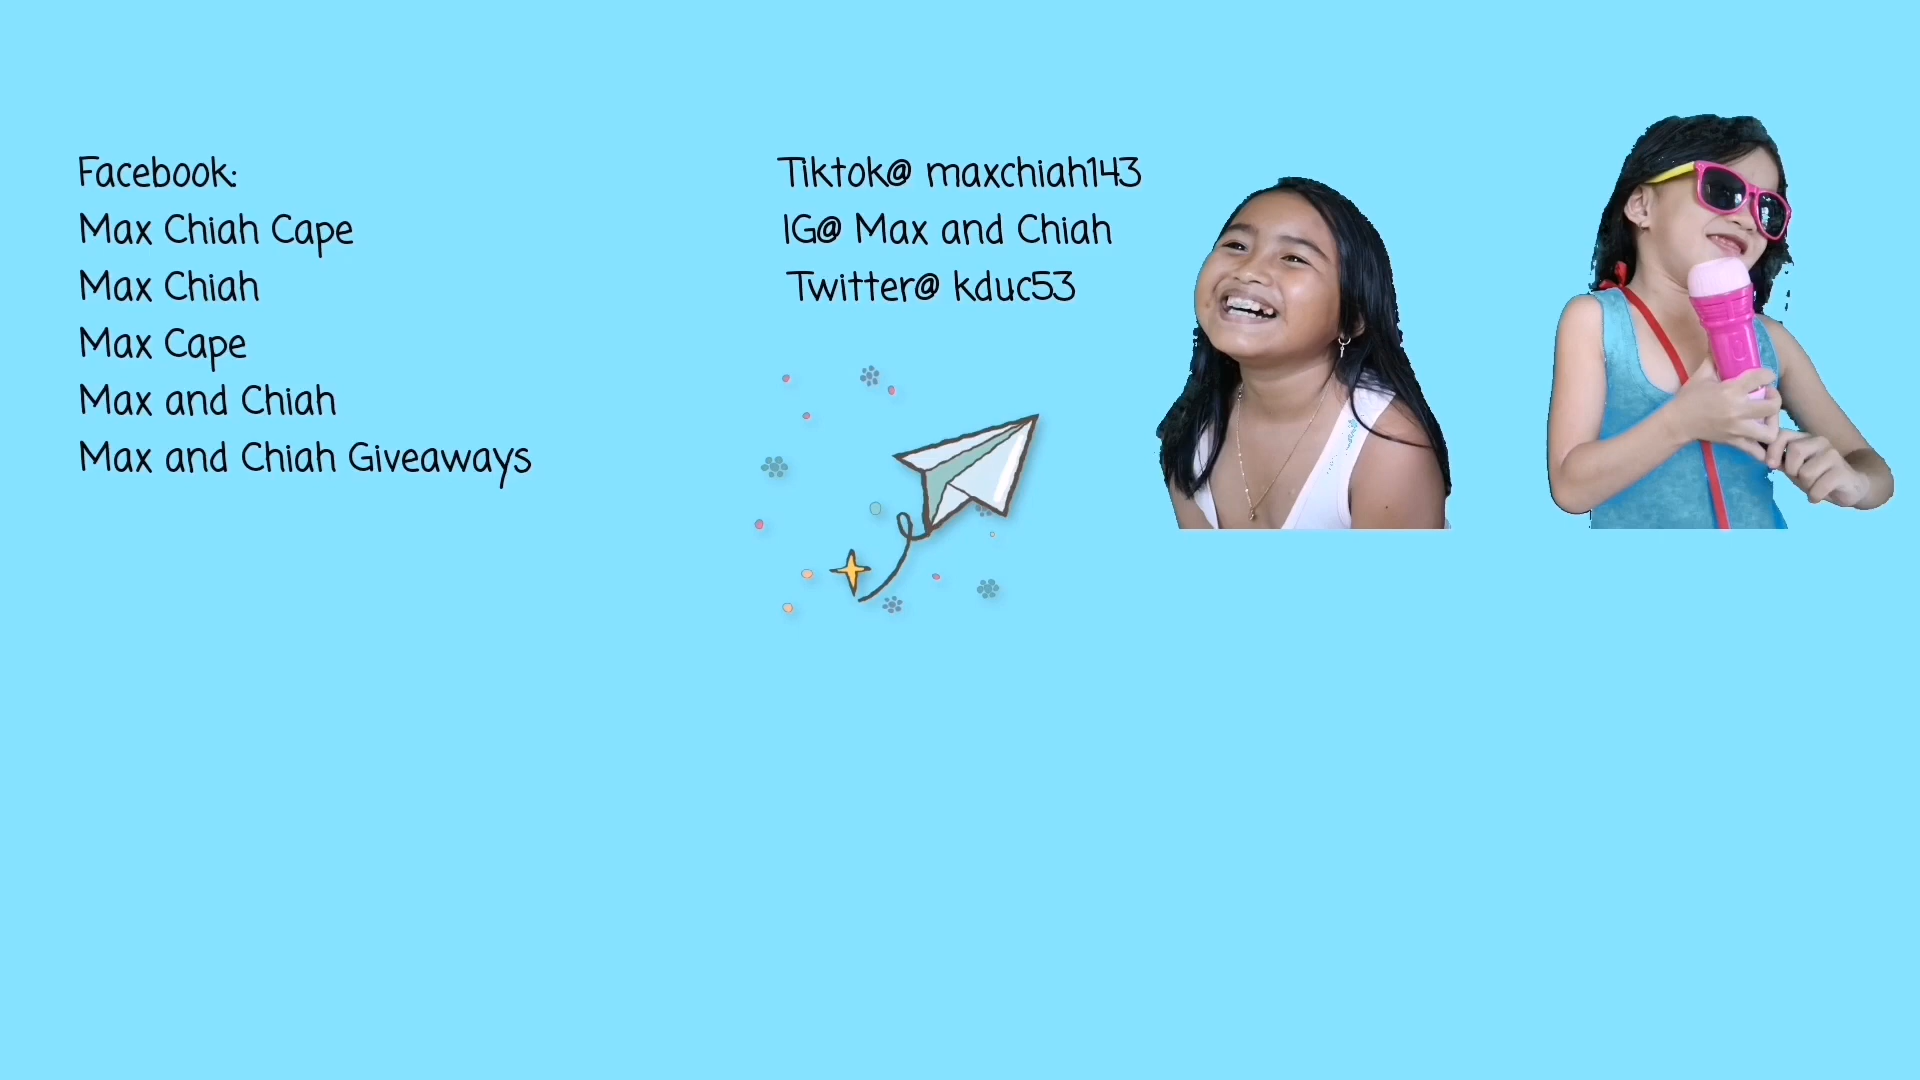 Facebook:
Max Chiah Cape
Max Chiah
Max Cape
Max and Chiah
Max and Chiah Giveaways
Tiktok@ maxchiah143
IG@ Max and Chiah
Twitter@ kduc53